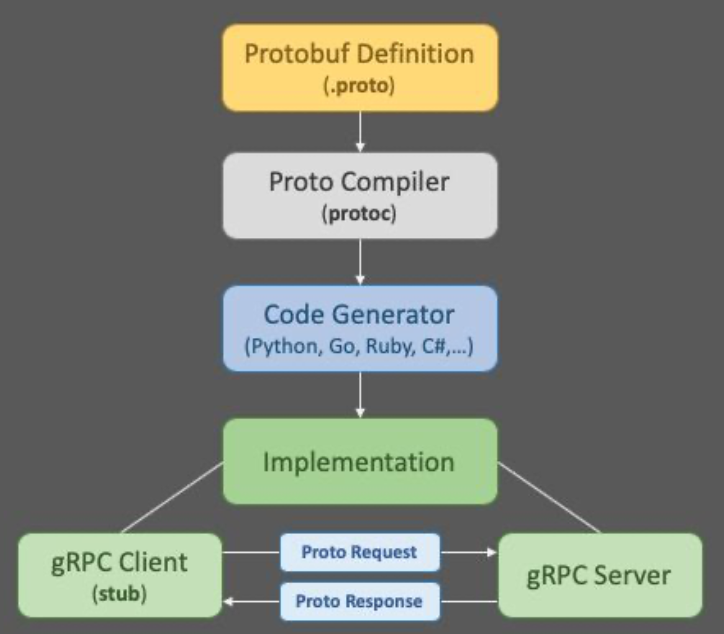 Protobuf Definition
(.proto)
Proto Compiler
(protoc)
Code Generator
(Python, Go, Ruby, C#,...)
Implementation
gRPC Client
(stub)
Proto Request
Proto Response
gRPC Server